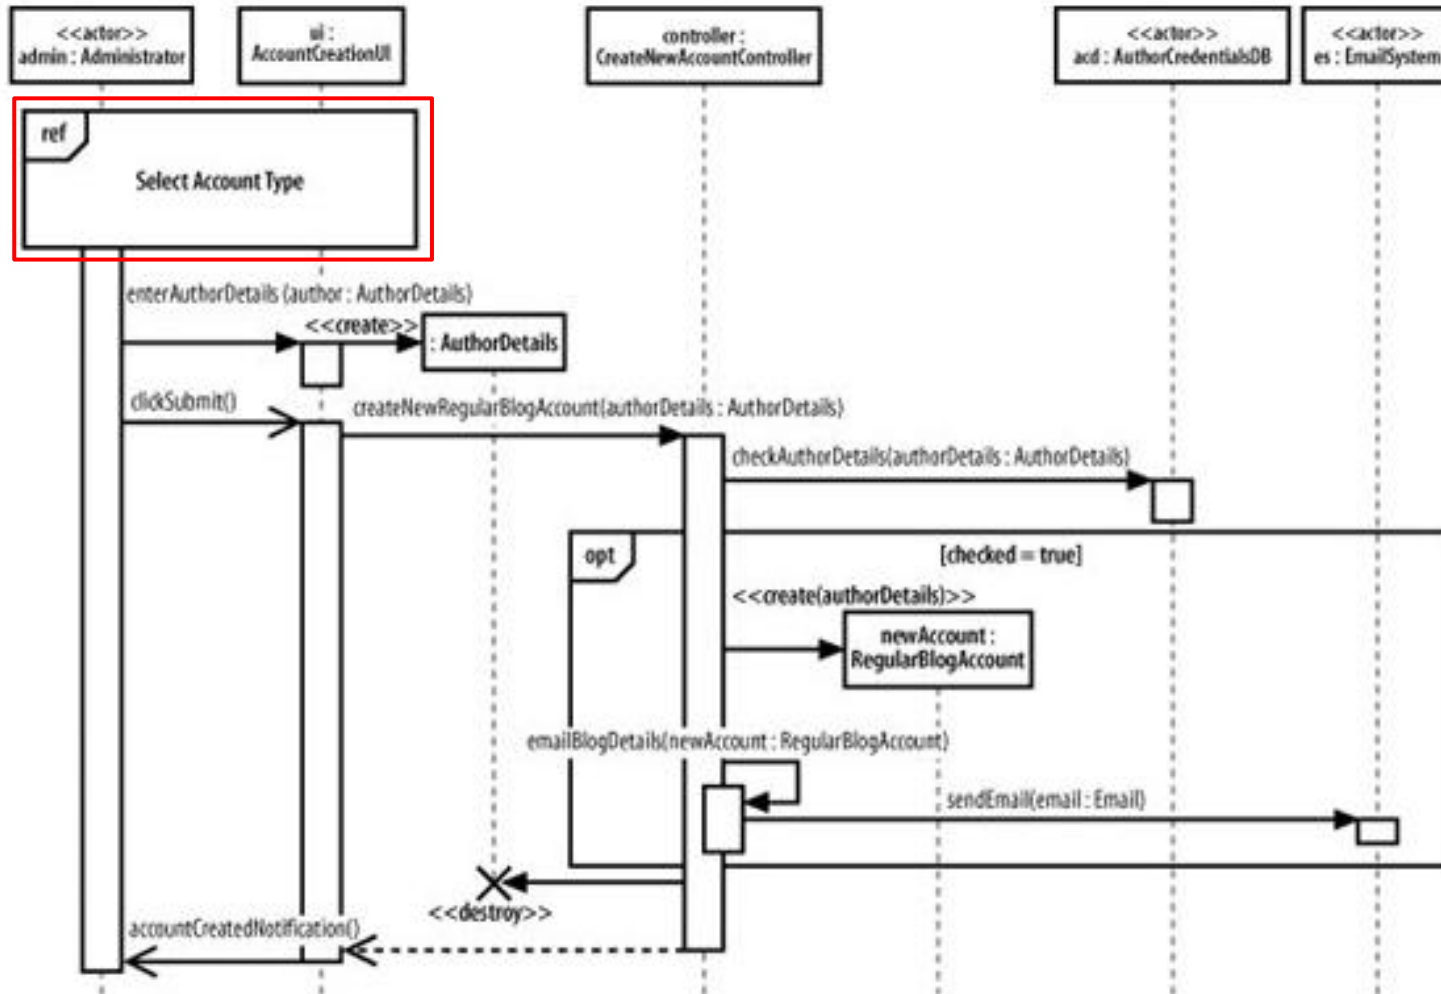 <<actor>>
admin : Administrator
ui :
AccountCreationUI
controller :
CreateNewAccountController
<<actor>>
acd : AuthorCredentialsDB
<<actor>>
es : EmailSystem
ref
Select Account Type
enterAuthorDetails (author : AuthorDetails)
<<create>>
: AuthorDetails
clickSubmit()
createNewRegularBlogAccount(authorDetails : AuthorDetails)
checkAuthorDetails(authorDetails : AuthorDetails)
opt
[checked = true]
<<create(authorDetails)>>
newAccount :
RegularBlogAccount
emailBlogDetails(newAccount : RegularBlogAccount)
sendEmail(email : Email)
<<destroy>>
accountCreatedNotification()